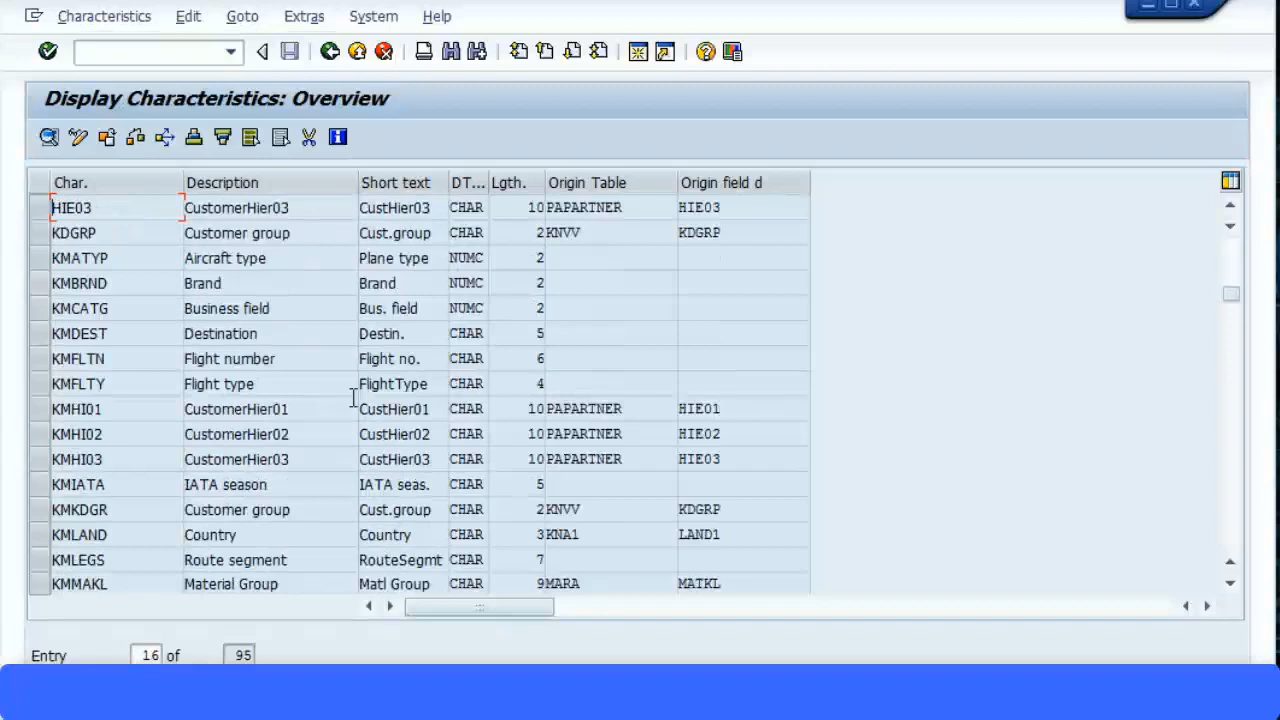 Characteristics Edit Goto Extras System Help
Display Characteristics: Overview
Char. Description Short text DT... Lgth. Origin Table Origin field d
HIE03 CustomerHier03 CustHier03 CHAR 10 PAPARTNER HIE03
KDGRP Customer group Cust.group CHAR 2 KNVV KDGRP
KMATYP Aircraft type Plane type NUMC 2
KMBRND Brand Brand NUMC 2
KMCATG Business field Bus. field NUMC 2
KMDEST Destination Destin. CHAR 5
KMFLTN Flight number Flight no. CHAR 6
KMFLTY Flight type FlightType CHAR 4
KMHI01 CustomerHier01 CustHier01 CHAR 10 PAPARTNER HIE01
KMHI02 CustomerHier02 CustHier02 CHAR 10 PAPARTNER HIE02
KMHI03 CustomerHier03 CustHier03 CHAR 10 PAPARTNER HIE03
KMIATA IATA season IATA seas. CHAR 5
KMKDGR Customer group Cust.group CHAR 2 KNVV KDGRP
KMLAND Country Country CHAR 3 KNA1 LAND1
KMLEGS Route segment RouteSegmt CHAR 7
KMMAKL Material Group Matl Group CHAR 9 MARA MATKL
Entry 16 of 95